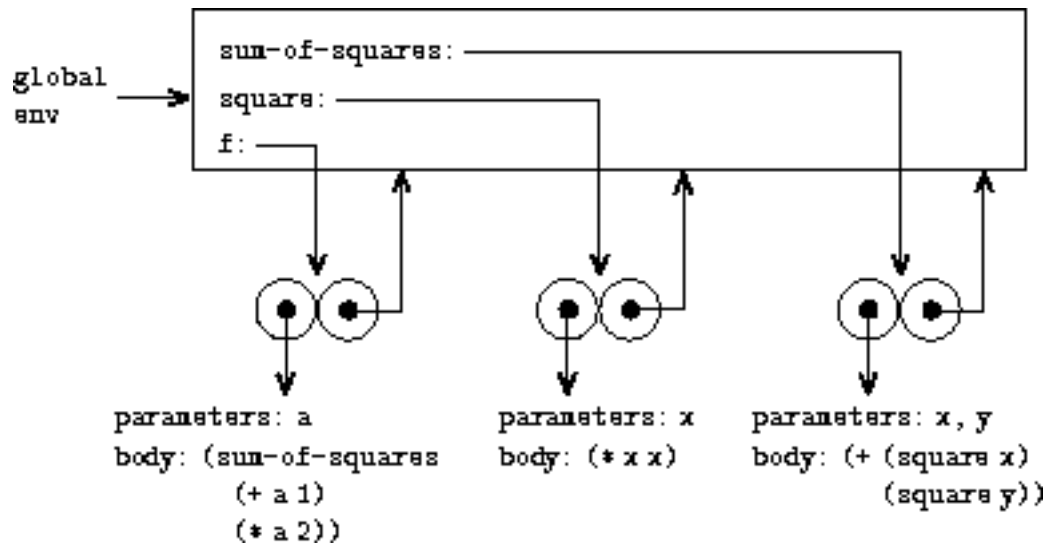 sum-of-squares:
global
env
square:
f:
parameters: a
body: (sum-of-squares
(+ a 1)
(* a 2))
parameters: x
body: (* x x)
parameters: x, y
body: (+ (square x)
(square y))